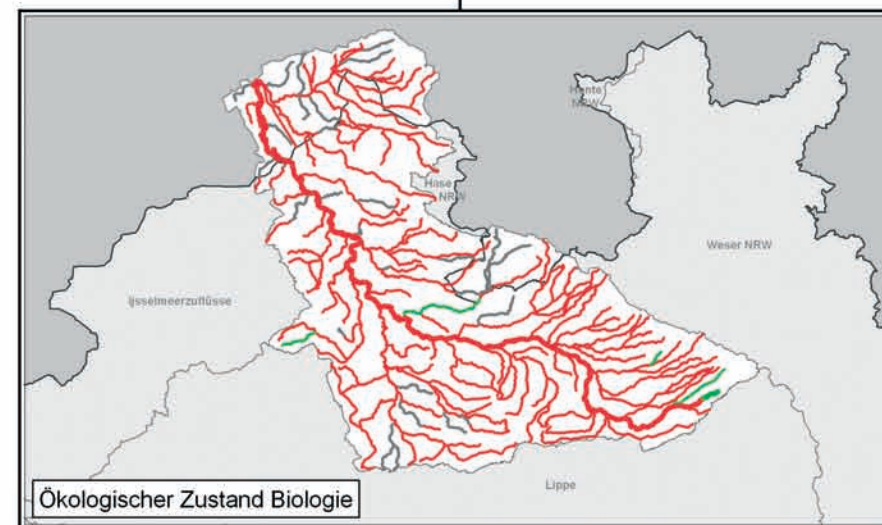 Hunte
NRW
Hase
NRW
Weser NRW
Ijsselmeerzuflüsse
Lippe
Ökologischer Zustand Biologie